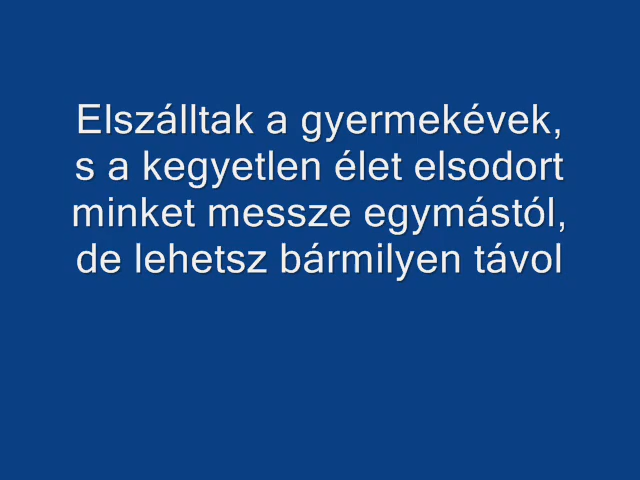 Elszálltak a gyermekévek,
s a kegyetlen élet elsodort
minket messze egymástól,
de lehetsz bármilyen távol